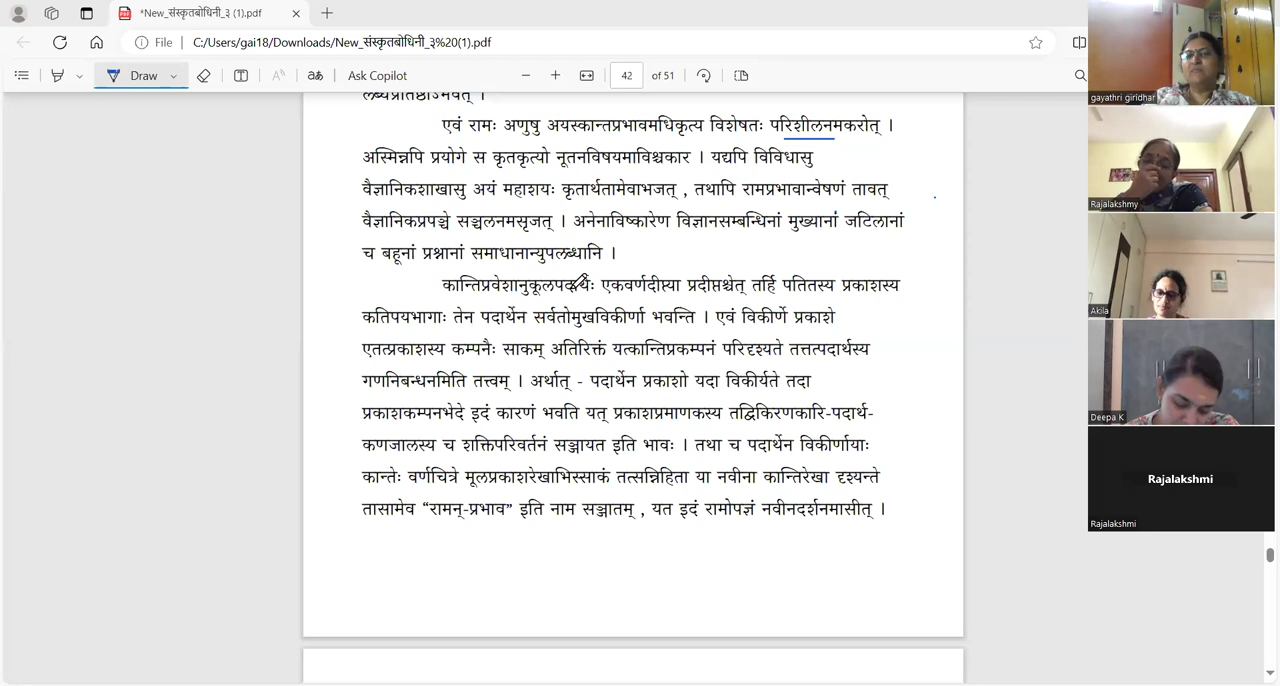 *New_संस्कृतबोधिनी_३ (1).pdf
File
C:/Users/gai18/Downloads/New_संस्कृतबोधिनी_३%20(1).pdf
Draw
Ask Copilot
42 of 51
लब्धप्रतिष्ठोऽभवत् ।
एवं रामः अणुषु अयस्कान्तप्रभावमधिकृत्य विशेषतः परिशीलनमकरोत् ।
अस्मिन्नपि प्रयोगे स कृतकृत्यो नूतनविषयमाविश्चकार । यद्यपि विविधासु
वैज्ञानिकशाखासु अयं महाशयः कृतार्थतामेवाभजत् , तथापि रामप्रभावान्वेषणं तावत्
वैज्ञानिकप्रपञ्चे सञ्चलनमसृजत् । अनेनाविष्कारेण विज्ञानसम्बन्धिनां मुख्यानां जटिलानां
च बहूनां प्रश्नानां समाधानान्युपलब्धानि ।
कान्तिप्रवेशानुकूलपदार्थः एकवर्णदीप्त्या प्रदीप्तश्चेत् तर्हि पतितस्य प्रकाशस्य
कतिपयभागाः तेन पदार्थेन सर्वतोमुखविकीर्णा भवन्ति । एवं विकीर्णे प्रकाशे
एतत्प्रकाशस्य कम्पनैः साकम् अतिरिक्तं यत्कान्तिप्रकम्पनं परिदृश्यते तत्तत्पदार्थस्य
गणनिबन्धनमिति तत्त्वम् । अर्थात् - पदार्थेन प्रकाशो यदा विकीर्यते तदा
प्रकाशकम्पनभेदे इदं कारणं भवति यत् प्रकाशप्रमाणकस्य तद्विकिरणकारि-पदार्थ-
कणजालस्य च शक्तिपरिवर्तनं सञ्जायत इति भावः । तथा च पदार्थेन विकीर्णायाः
कान्तेः वर्णचित्रे मूलप्रकाशरेखाभिस्साकं तत्सन्निहिता या नवीना कान्तिरेखा दृश्यन्ते
तासामेव “रामन्-प्रभाव” इति नाम सञ्जातम् , यत इदं रामोपज्ञं नवीनदर्शनमासीत् ।
gayathri giridhar
Rajalakshmy
Akila
Deepa K
Rajalakshmi
Rajalakshmi